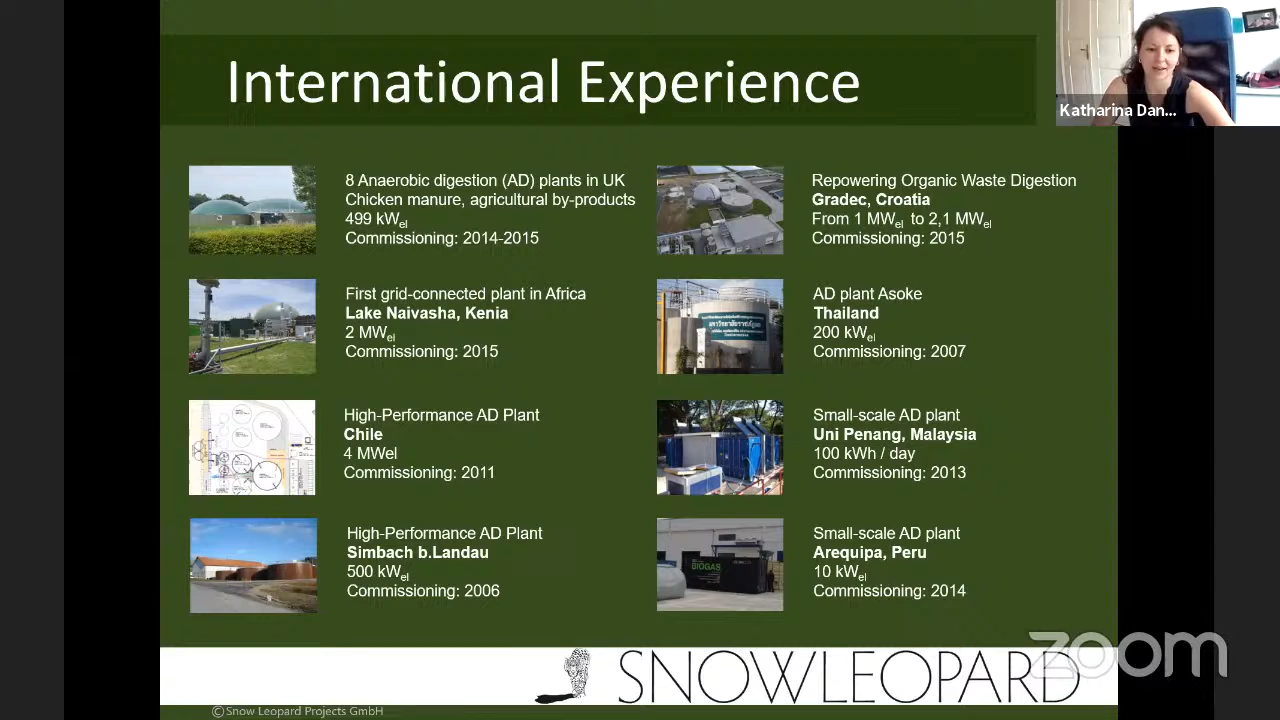 International Experience
Katharina Dan...
8 Anaerobic digestion (AD) plants in UK
Chicken manure, agricultural by-products
499 kWel
Commissioning: 2014-2015
Repowering Organic Waste Digestion
Gradec, Croatia
From 1 MWel to 2,1 MWel
Commissioning: 2015
First grid-connected plant in Africa
Lake Naivasha, Kenia
2 MWel
Commissioning: 2015
AD plant Asoke
Thailand
200 kWel
Commissioning: 2007
High-Performance AD Plant
Chile
4 MWel
Commissioning: 2011
Small-scale AD plant
Uni Penang, Malaysia
100 kWh / day
Commissioning: 2013
High-Performance AD Plant
Simbach b.Landau
500 kWel
Commissioning: 2006
BIOGAS
Small-scale AD plant
Arequipa, Peru
10 kWel
Commissioning: 2014
SNOWLEOPARD
zoom
©Snow Leopard Projects GmbH